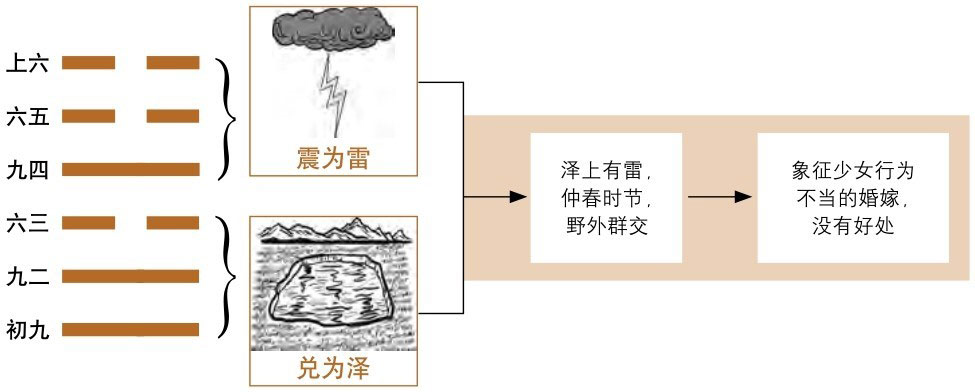 上六
六五
九四
六三
九二
初九
震为雷
兑为泽
泽上有雷，
仲春时节，
野外群交
象征少女行为
不当的婚嫁，
没有好处